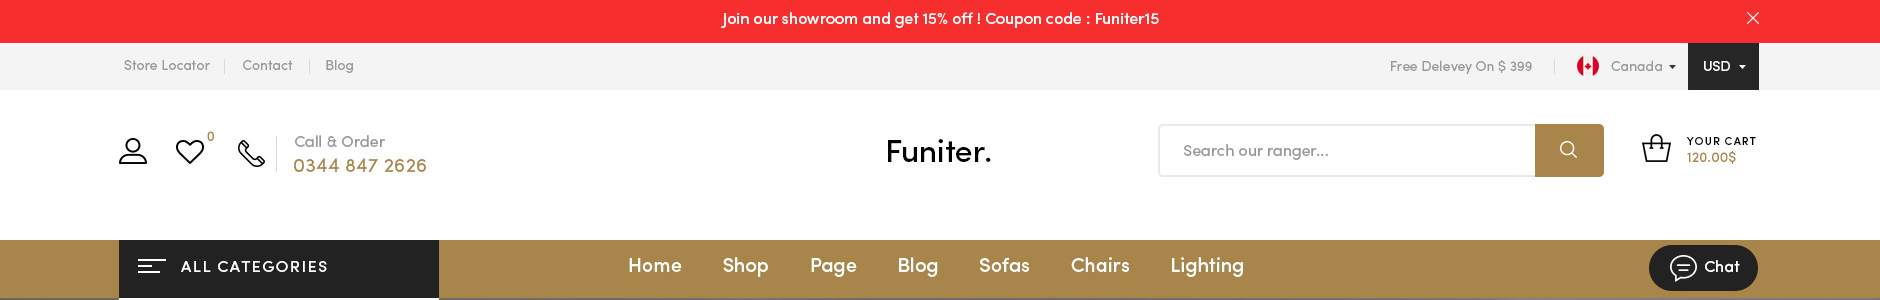 Join our showroom and get 15% off ! Coupon code : Funiter15
Store Locator Contact Blog
Free Delevey On $ 399 Canada USD
0
Call & Order
0344 847 2626
Funiter.
Search our ranger...
YOUR CART
120.00$
ALL CATEGORIES
Home Shop Page Blog Sofas Chairs Lighting
Chat